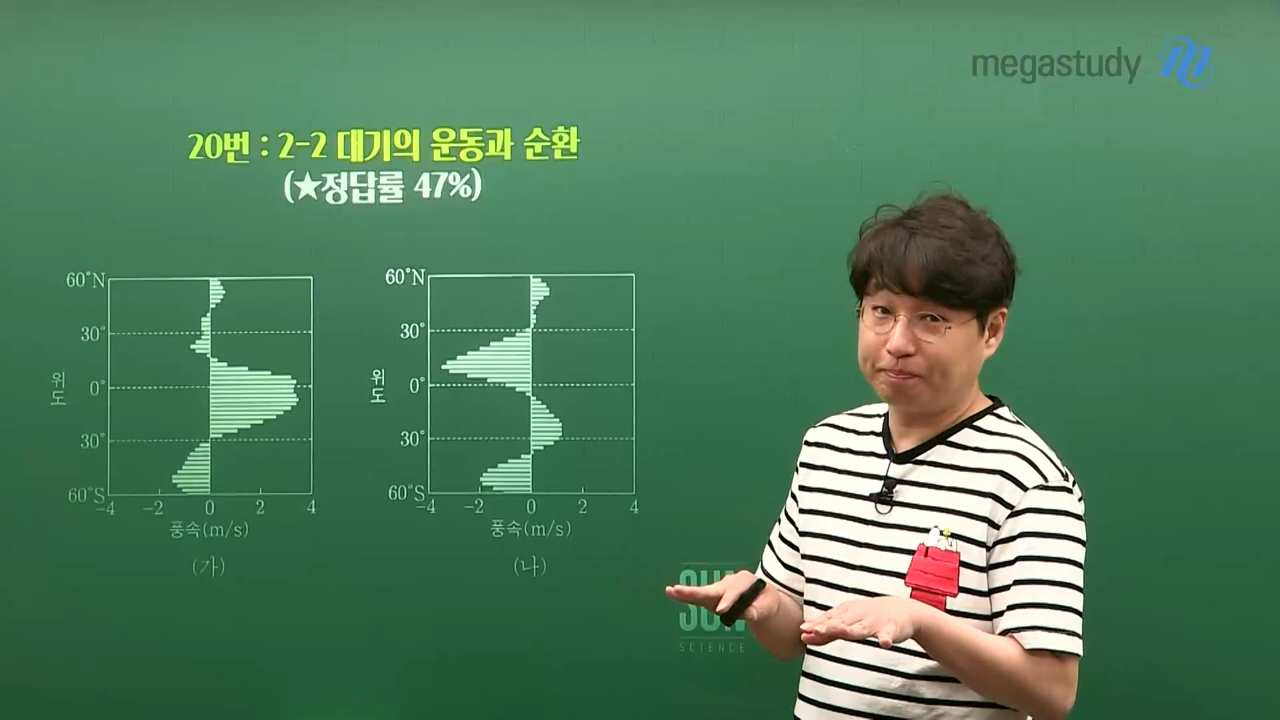 megastudy
20번 : 2-2 대기의 운동과 순환
(★정답률 47%)
60°N
30°
0°
30°
60°S
위도
-4 -2 0 2 4
풍속(m/s)
(가)
60°N
30°
0°
30°
60°S
위도
-4 -2 0 2 4
풍속(m/s)
(나)
SUN
SCIENCE